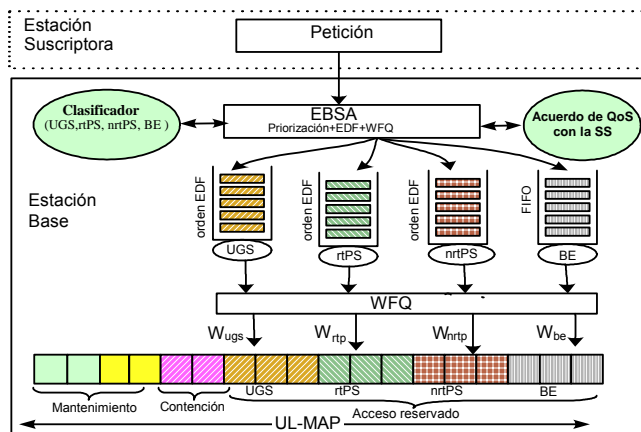 Estación
Suscriptora
Petición
Clasificador
(UGS,rtPS, nrtPS, BE )
EBSA
Priorización+EDF+WFQ
Acuerdo de QoS
con la SS
Estación
Base
orden EDF
orden EDF
orden EDF
FIFO
UGS
rtPS
nrtPS
BE
WFQ
Wugs
Wrtp
Wnrtp
Wbe
UGS
rtPS
nrtPS
BE
Mantenimiento
Contención
Acceso reservado
UL-MAP